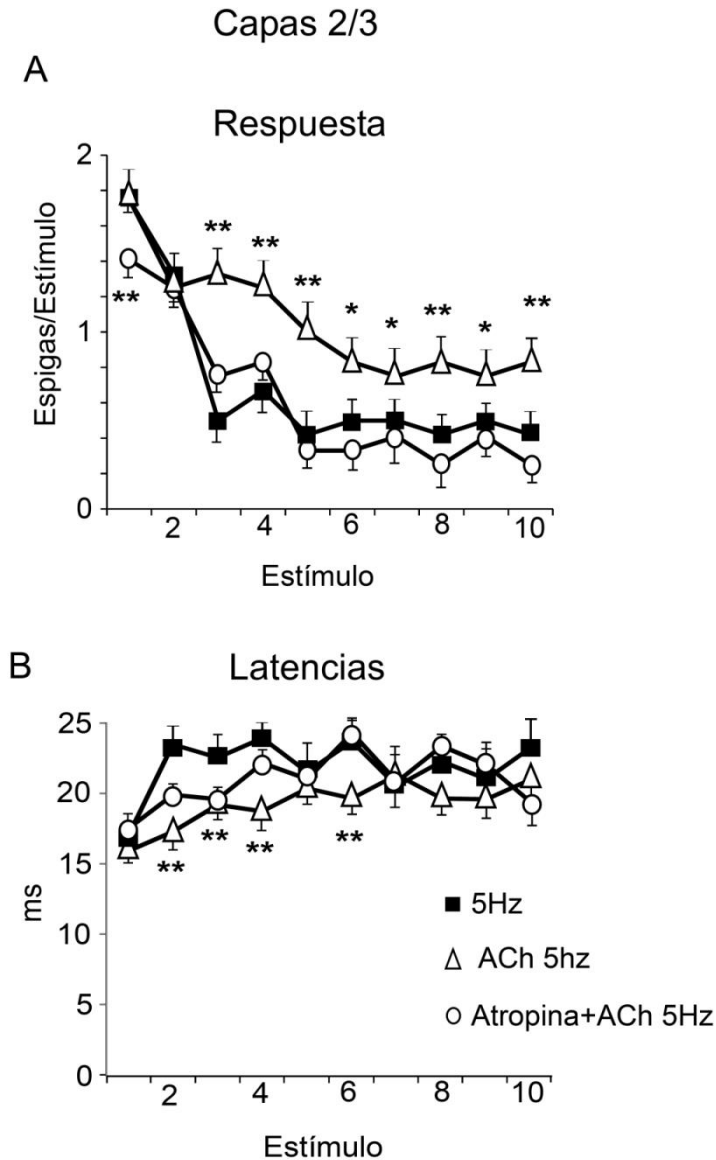 Capas 2/3
A
Respuesta
2
1
0
Espigas/Estímulo
** ** ** ** * * ** * **
2 4 6 8 10
Estímulo
B
Latencias
25
20
15
10
5
0
ms
** ** ** **
5Hz
ACh 5hz
Atropina+ACh 5Hz
2 4 6 8 10
Estímulo